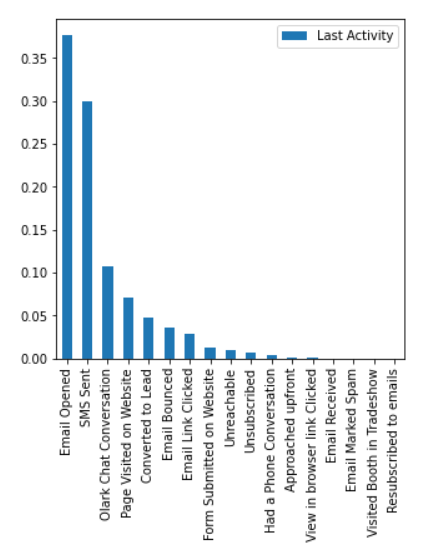 Last Activity
0.35
0.30
0.25
0.20
0.15
0.10
0.05
0.00
Email Opened
SMS Sent
Olark Chat Conversation
Page Visited on Website
Converted to Lead
Email Bounced
Email Link Clicked
Form Submitted on Website
Unreachable
Unsubscribed
Had a Phone Conversation
Approached upfront
View in browser link Clicked
Email Received
Email Marked Spam
Visited Booth in Tradeshow
Resubscribed to emails